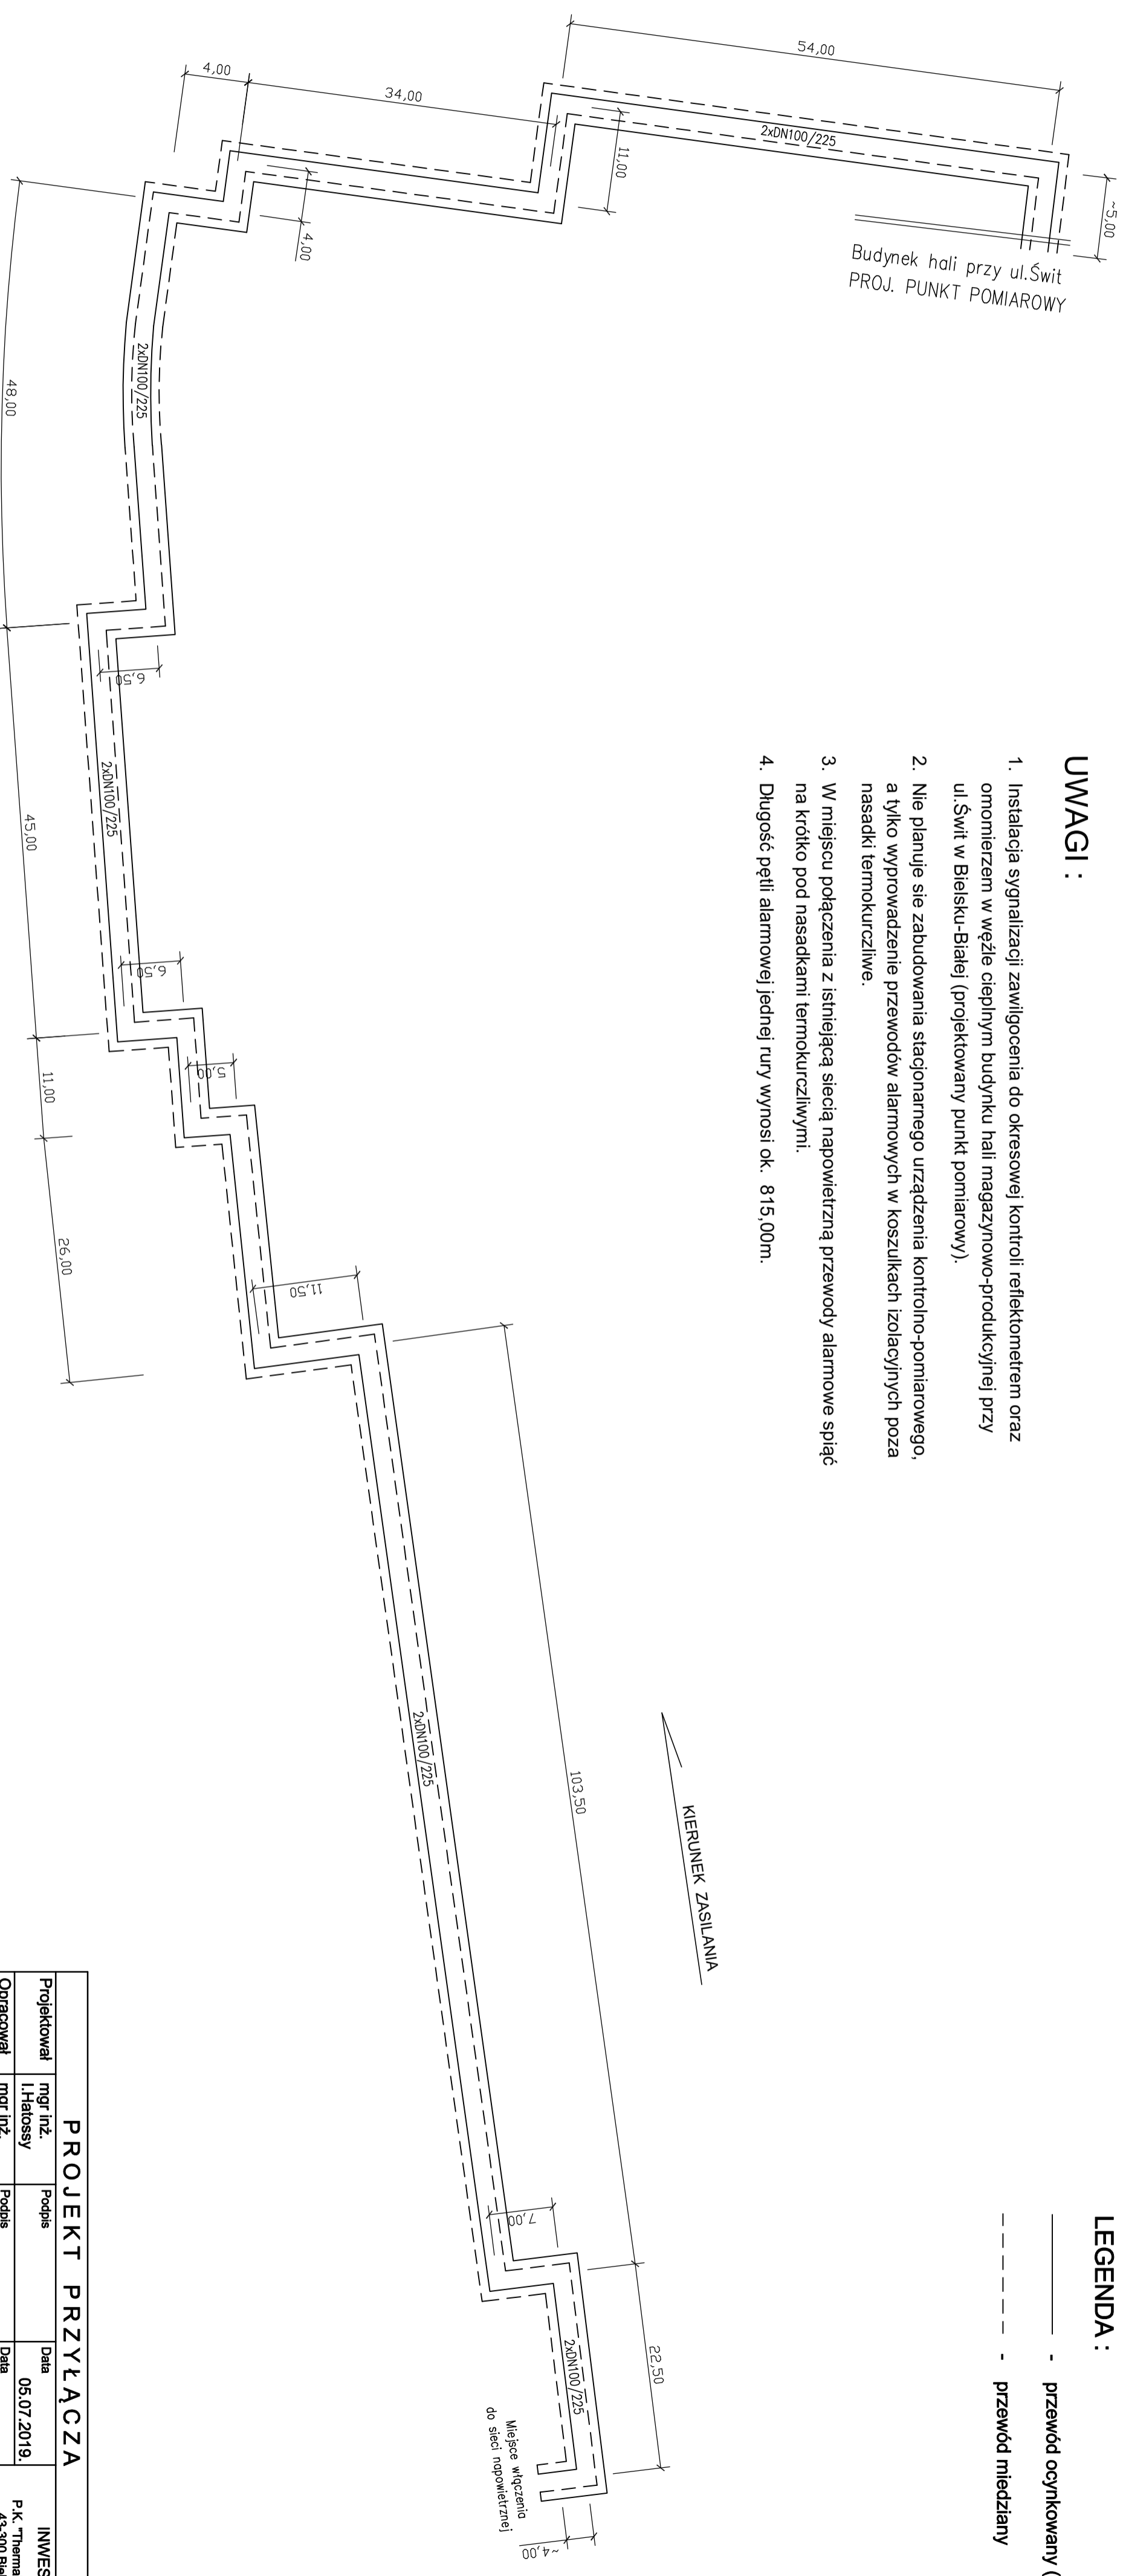 UWAGI :
1. Instalacja sygnalizacji zawilgocenia do okresowej kontroli reflektometrem oraz
omomierzem w węźle cieplnym budynku hali magazynowo-produkcyjnej przy
ul.Świt w Bielsku-Białej (projektowany punkt pomiarowy).
2. Nie planuje sie zabudowania stacjonarnego urządzenia kontrolno-pomiarowego,
a tylko wyprowadzenie przewodów alarmowych w koszulkach izolacyjnych poza
nasadki termokurczliwe.
3. W miejscu połączenia z istniejącą siecią napowietrzną przewody alarmowe spiąć
na krótko pod nasadkami termokurczliwymi.
4. Długość pętli alarmowej jednej rury wynosi ok. 815,00m.
LEGENDA :
- przewód ocynkowany (
- przewód miedziany
~5,00
Budynek hali przy ul.Świt
PROJ. PUNKT POMIAROWY
54,00
2xDN100/225
11,00
34,00
4,00
4,00
2xDN100/225
48,00
6,50
2xDN100/225
45,00
6,50
5,00
11,00
26,00
11,50
KIERUNEK ZASILANIA
103,50
2xDN100/225
7,00
22,50
2xDN100/225
Miejsce włączenia
do sieci napowietrznej
~4,00
PROJEKT PRZYŁĄCZA
Projektował mgr inż. Podpis Data
I.Hatossy 05.07.2019.
Opracował mgr inż. Podpis Data
INWES
P.K. "Therma
43-300 Biel